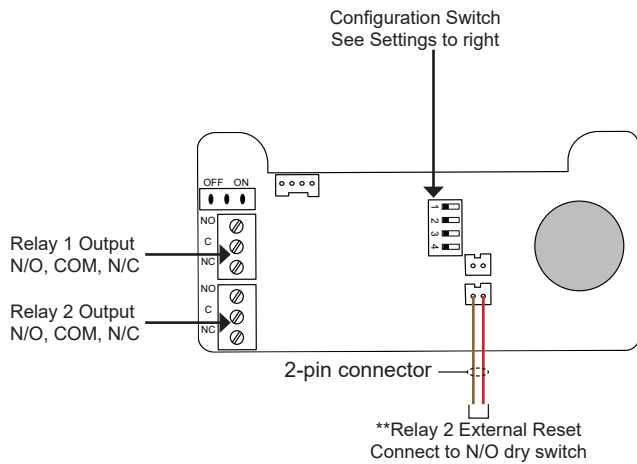 Configuration Switch
See Settings to right
OFF ON
NO
C
NC
NO
C
NC
1
2
3
4
Relay 1 Output
N/O, COM, N/C
Relay 2 Output
N/O, COM, N/C
2-pin connector
**Relay 2 External Reset
Connect to N/O dry switch